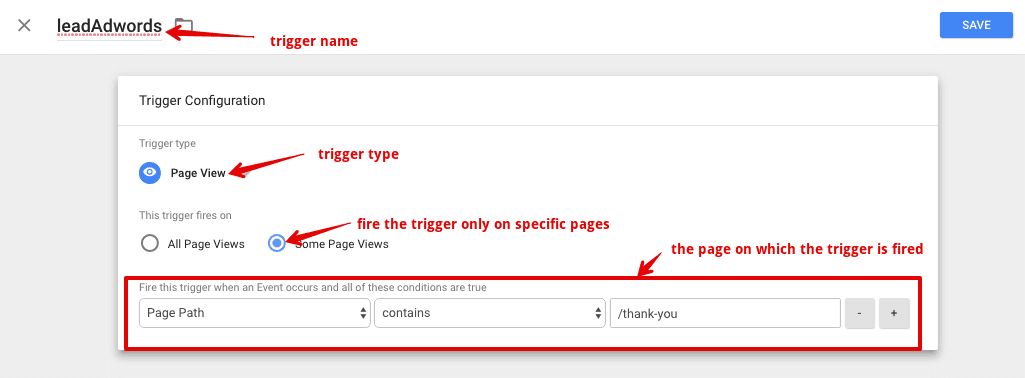 leadAdwords
SAVE
trigger name
Trigger Configuration
Trigger type
trigger type
Page View
This trigger fires on
fire the trigger only on specific pages
All Page Views
Some Page Views
the page on which the trigger is fired
Fire this trigger when an Event occurs and all of these conditions are true
Page Path contains /thank-you - +